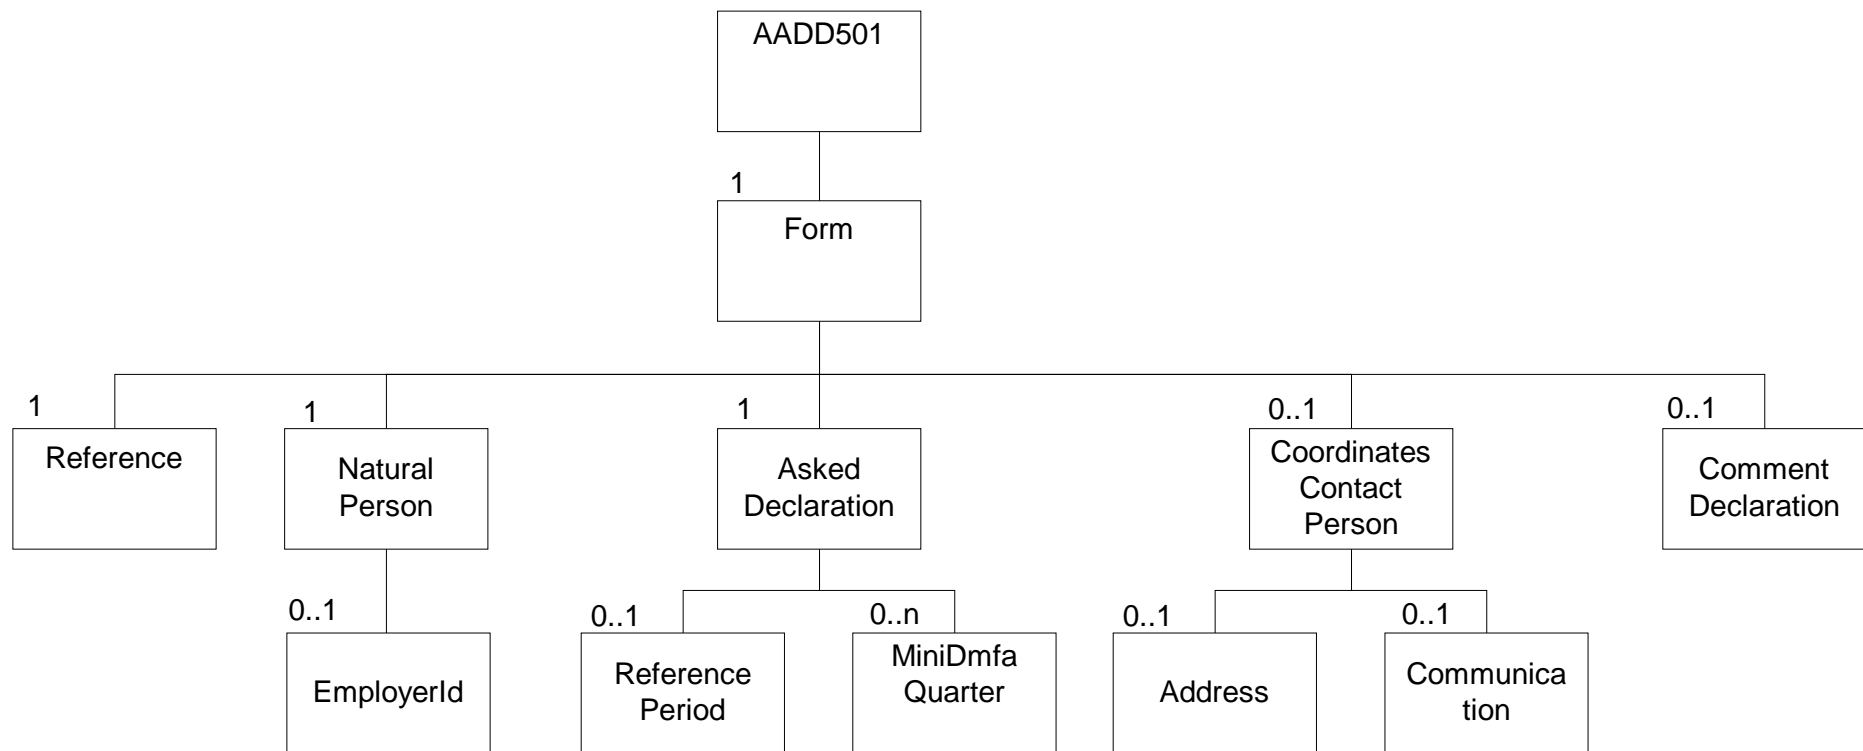 AADD501
1
Form
1
1
1
0..1
0..1
Reference
Natural
Person
Asked
Declaration
Coordinates
Contact
Person
Comment
Declaration
0..1
0..1
0..n
0..1
0..1
EmployerId
Reference
Period
MiniDmfa
Quarter
Address
Communica
tion